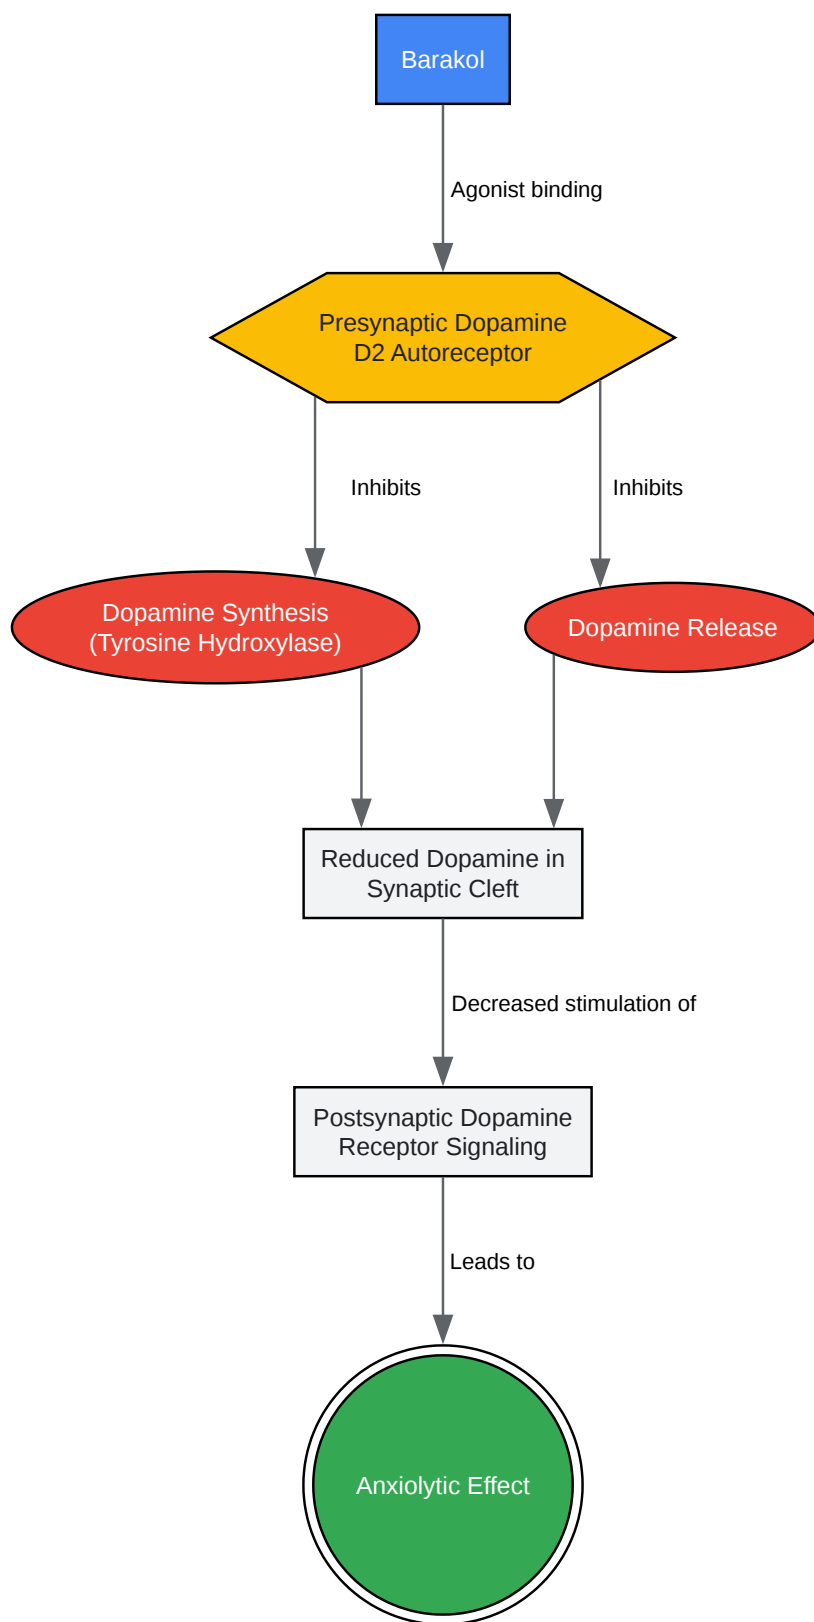 Barakol
Agonist binding
Presynaptic Dopamine
D2 Autoreceptor
Inhibits
Inhibits
Dopamine Synthesis
(Tyrosine Hydroxylase)
Dopamine Release
Reduced Dopamine in
Synaptic Cleft
Decreased stimulation of
Postsynaptic Dopamine
Receptor Signaling
Leads to
Anxiolytic Effect